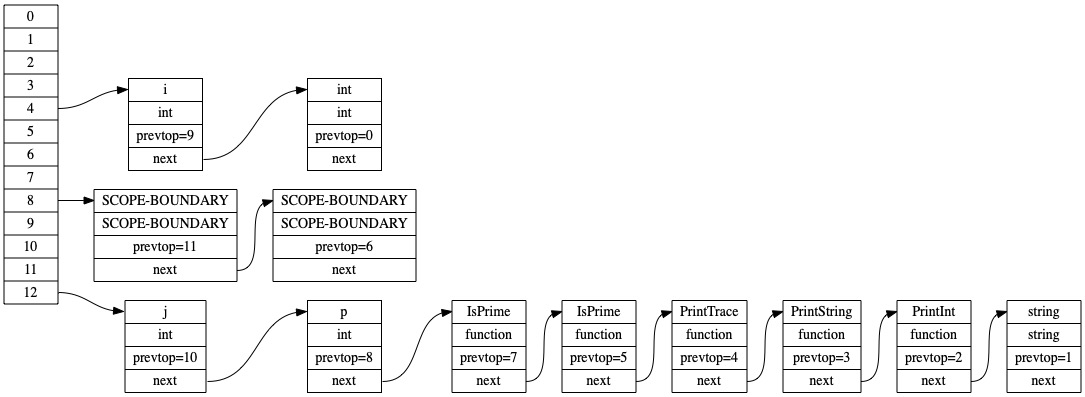 0
1
2
3
4
5
6
7
8
9
10
11
12
i
int
prevtop=9
next
int
int
prevtop=0
next
SCOPE-BOUNDARY
SCOPE-BOUNDARY
prevtop=11
next
SCOPE-BOUNDARY
SCOPE-BOUNDARY
prevtop=6
next
j
int
prevtop=10
next
p
int
prevtop=8
next
IsPrime
function
prevtop=7
next
IsPrime
function
prevtop=5
next
PrintTrace
function
prevtop=4
next
PrintString
function
prevtop=3
next
PrintInt
function
prevtop=2
next
string
string
prevtop=1
next